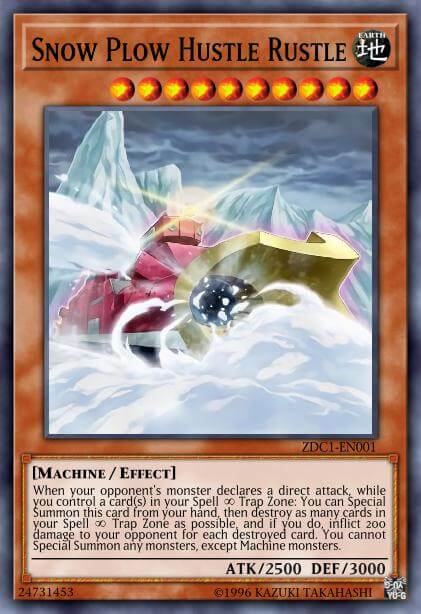 SNOW PLOW HUSTLE RUSTLE
EARTH
地
ZDC1-EN001
[MACHINE / EFFECT]
When your opponent's monster declares a direct attack, while
you control a card(s) in your Spell ∞ Trap Zone: You can Special
Summon this card from your hand, then destroy as many cards in
your Spell ∞ Trap Zone as possible, and if you do, inflict 200
damage to your opponent for each destroyed card. You cannot
Special Summon any monsters, except Machine monsters.
ATK/2500 DEF/3000
24731453
©1996 KAZUKI TAKAHASHI